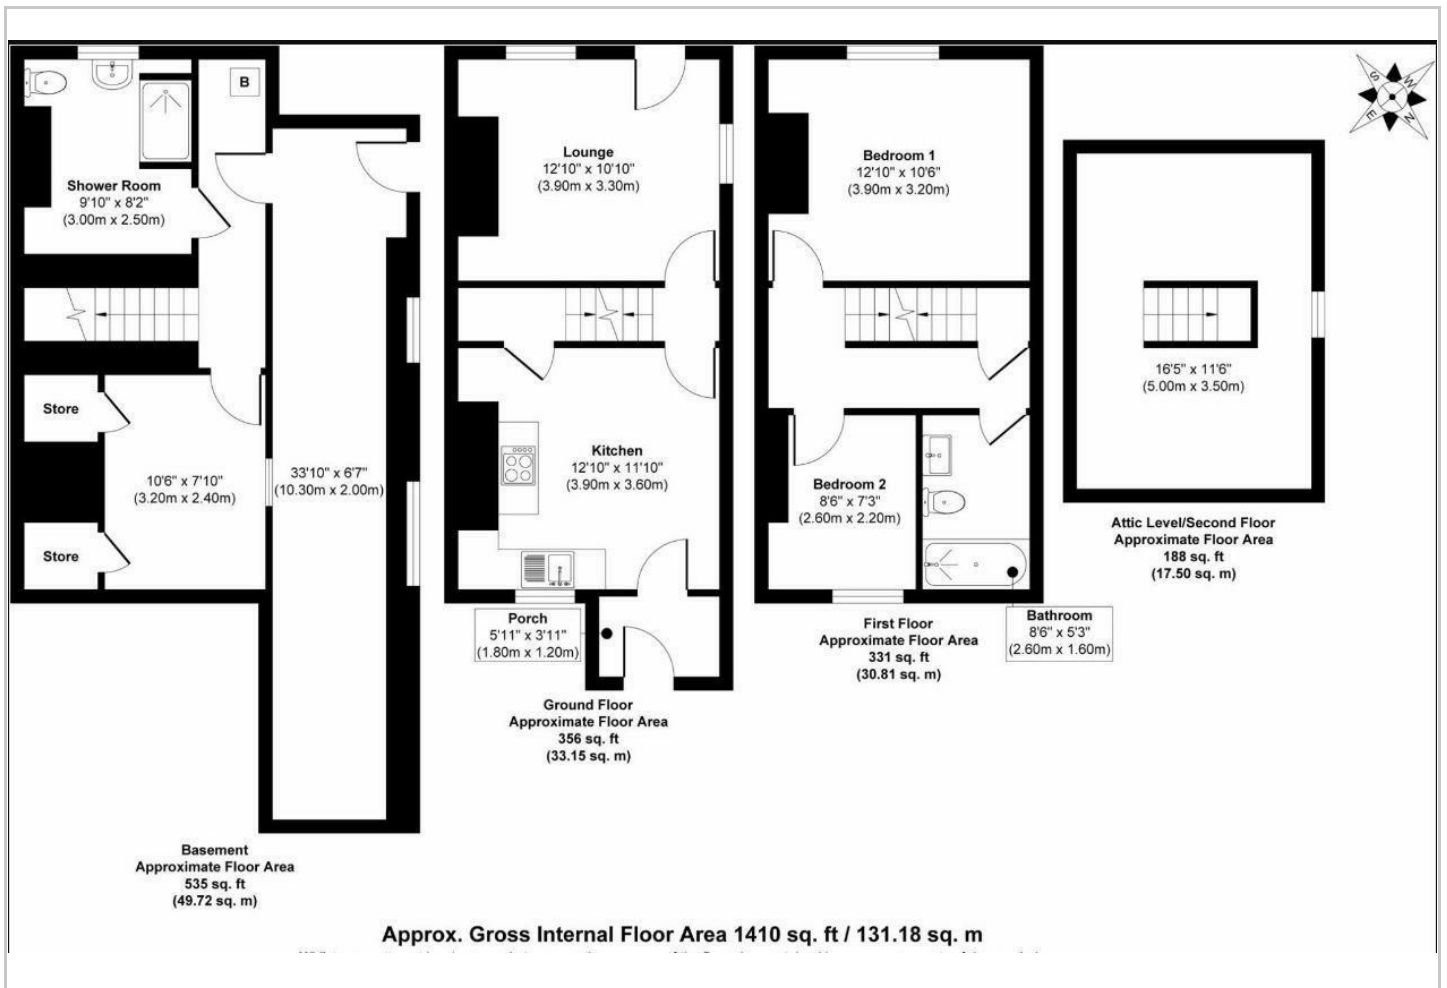 B
Shower Room
9'10" x 8'2"
(3.00m x 2.50m)
Store
10'6" x 7'10"
(3.20m x 2.40m)
33'10" x 6'7"
(10.30m x 2.00m)
Store
Basement
Approximate Floor Area
535 sq. ft
(49.72 sq. m)
Lounge
12'10" x 10'10"
(3.90m x 3.30m)
Kitchen
12'10" x 11'10"
(3.90m x 3.60m)
Porch
5'11" x 3'11"
(1.80m x 1.20m)
Ground Floor
Approximate Floor Area
356 sq. ft
(33.15 sq. m)
Bedroom 1
12'10" x 10'6"
(3.90m x 3.20m)
Bedroom 2
8'6" x 7'3"
(2.60m x 2.20m)
Bathroom
8'6" x 5'3"
(2.60m x 1.60m)
First Floor
Approximate Floor Area
331 sq. ft
(30.81 sq. m)
S
W
E
N
16'5" x 11'6"
(5.00m x 3.50m)
Attic Level/Second Floor
Approximate Floor Area
188 sq. ft
(17.50 sq. m)
Approx. Gross Internal Floor Area 1410 sq. ft / 131.18 sq. m